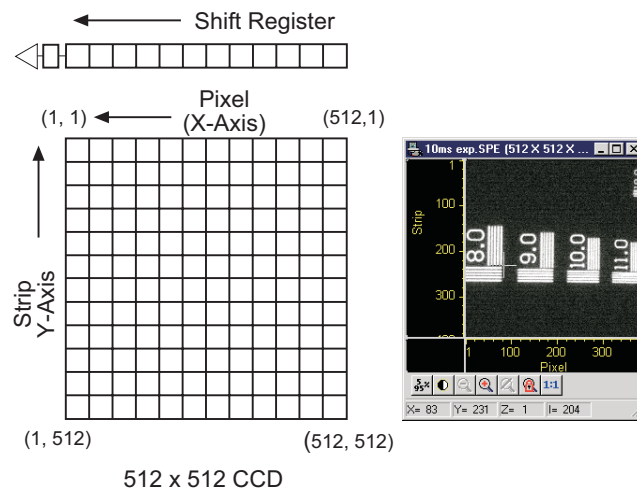 Shift Register
Pixel
(X-Axis)
(1, 1)
(512,1)
Strip
Y-Axis
(1, 512)
(512, 512)
512 x 512 CCD
10ms exp.SPE (512 X 512 X ...
1
100
200
300
Strip
8.0
9.0
10.0
11.0
1 100 200 300
Pixel
5 95%
1:1
X= 83 Y= 231 Z= 1 I= 204